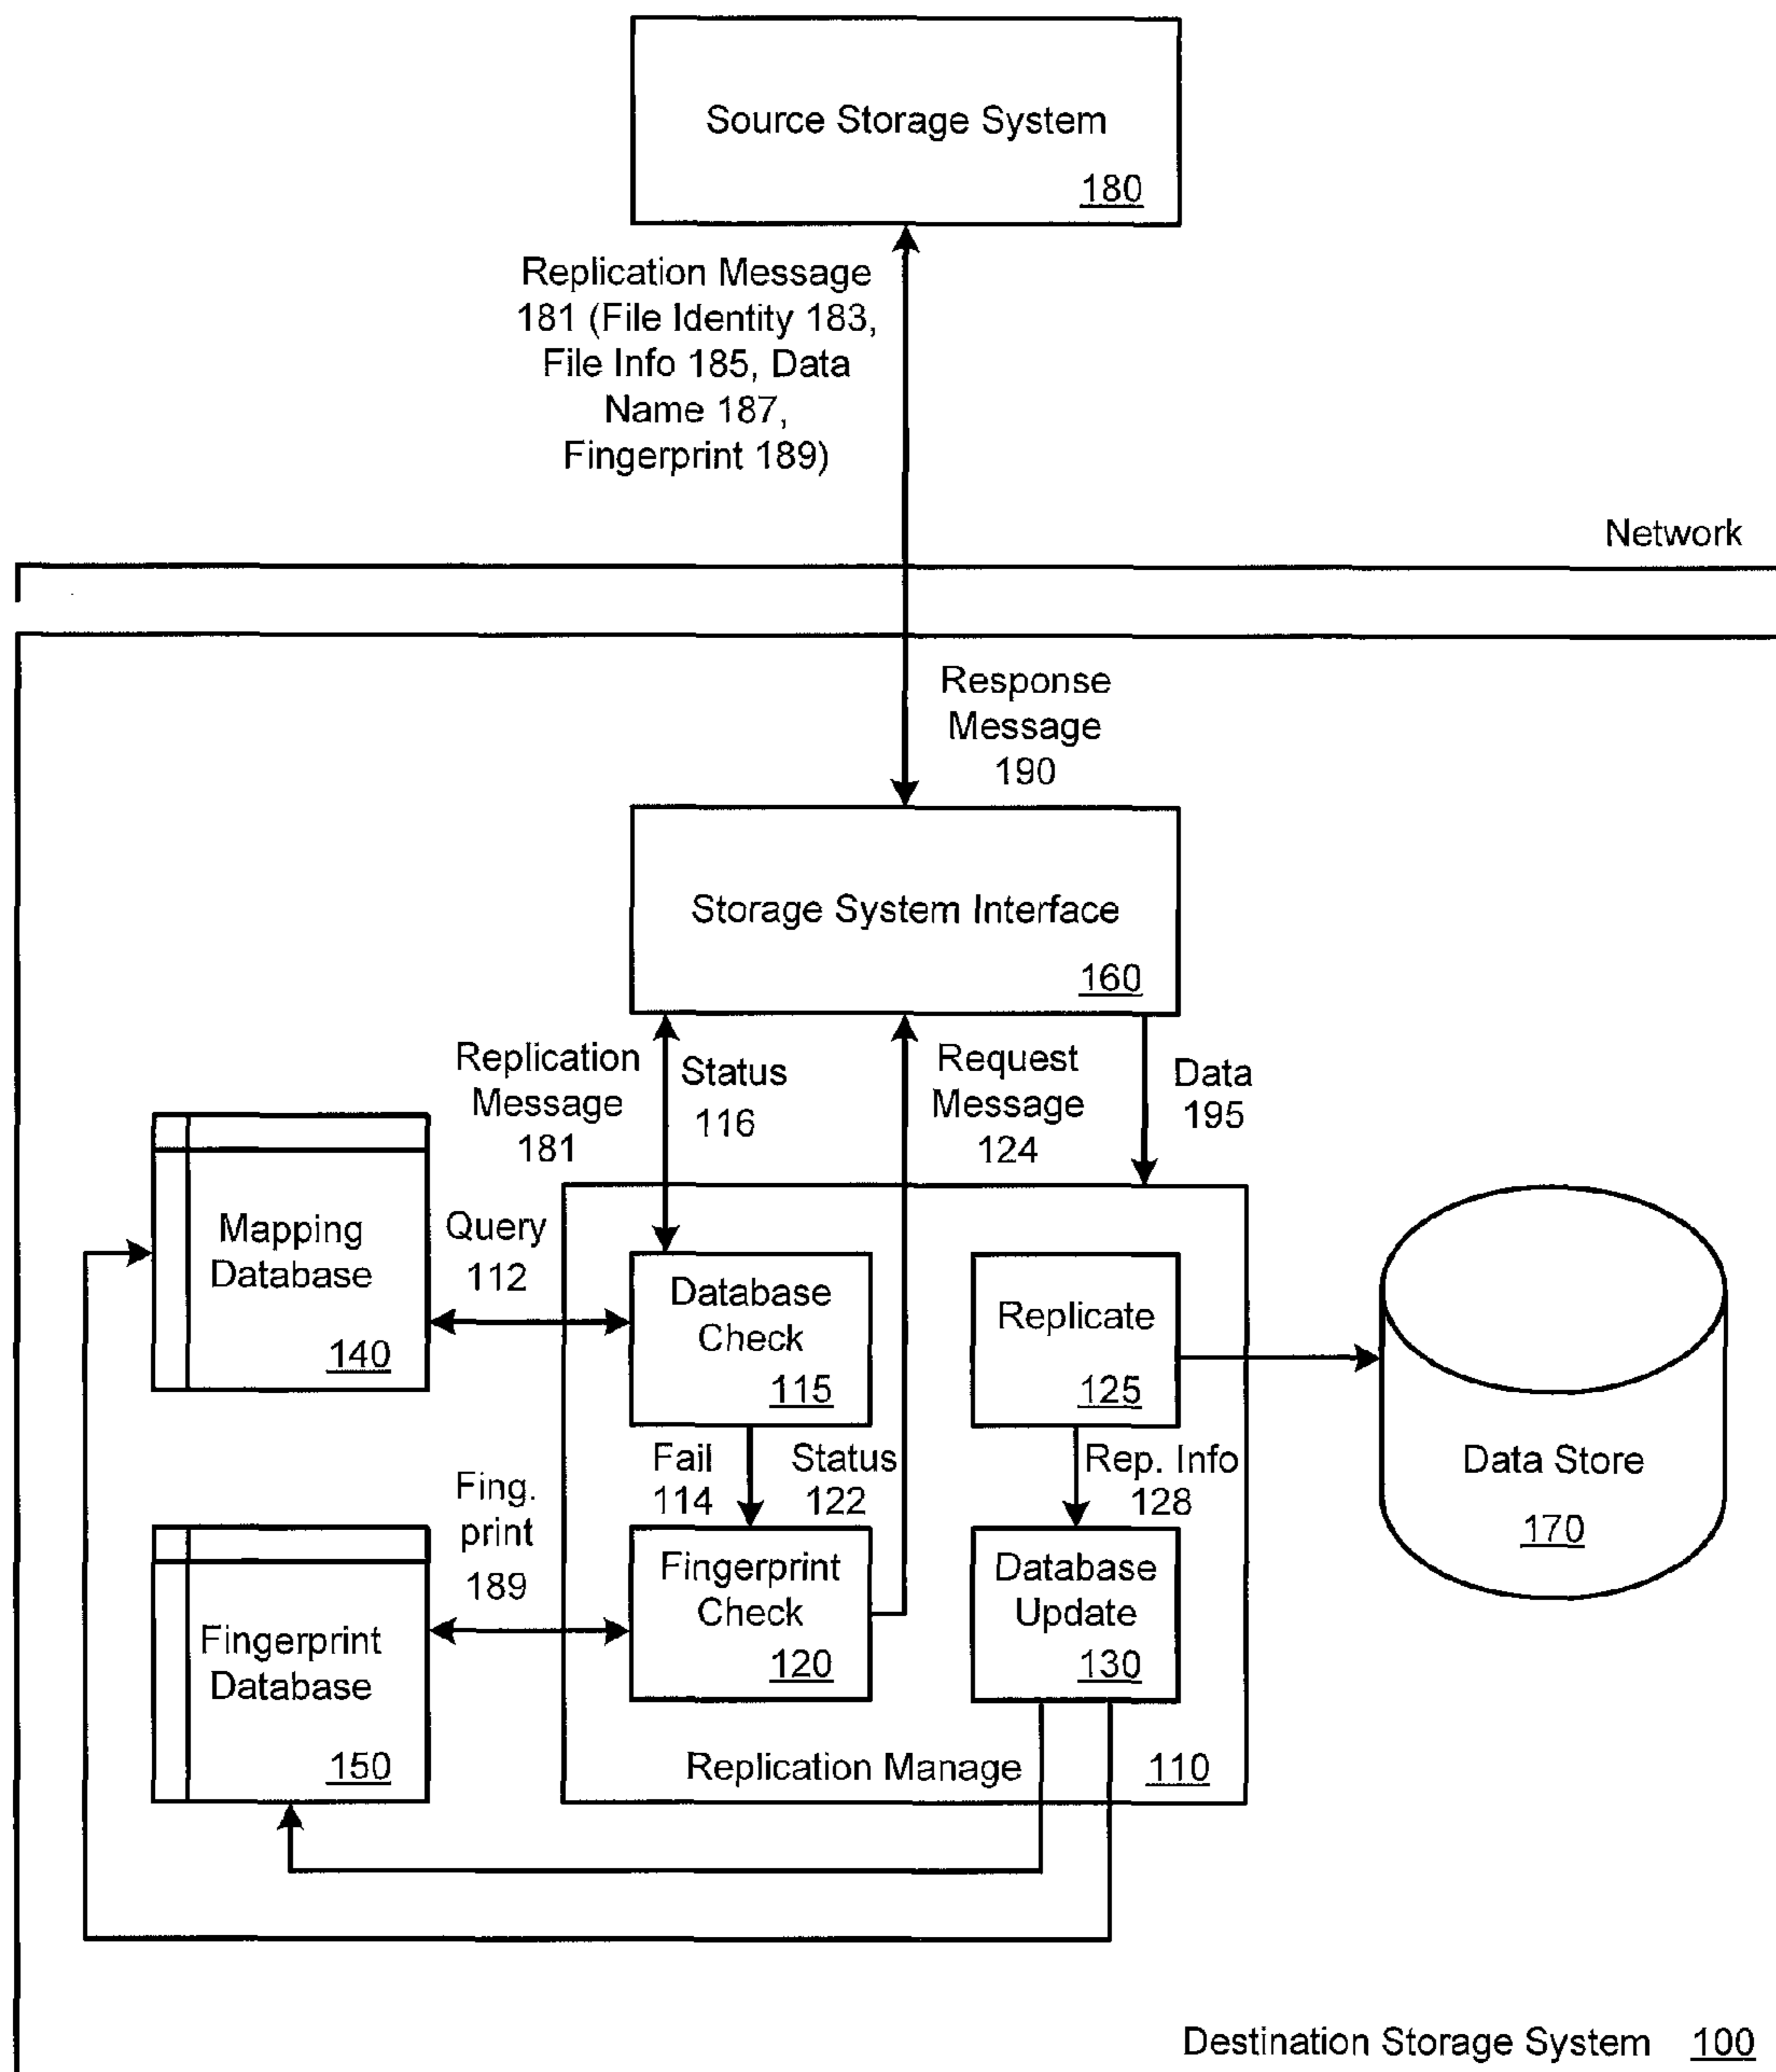 Source Storage System
180
Replication Message
181 (File Identity 183,
File Info 185, Data
Name 187,
Fingerprint 189)
Network
Response
Message
190
Storage System Interface
160
Replication
Message
181
Status
116
Request
Message
124
Data
195
Mapping
Database
140
Query
112
Database
Check
115
Replicate
125
Data Store
170
Fail
114
Status
122
Rep. Info
128
Fing.
print
189
Fingerprint
Database
150
Fingerprint
Check
120
Database
Update
130
Replication Manage
110
Destination Storage System 100